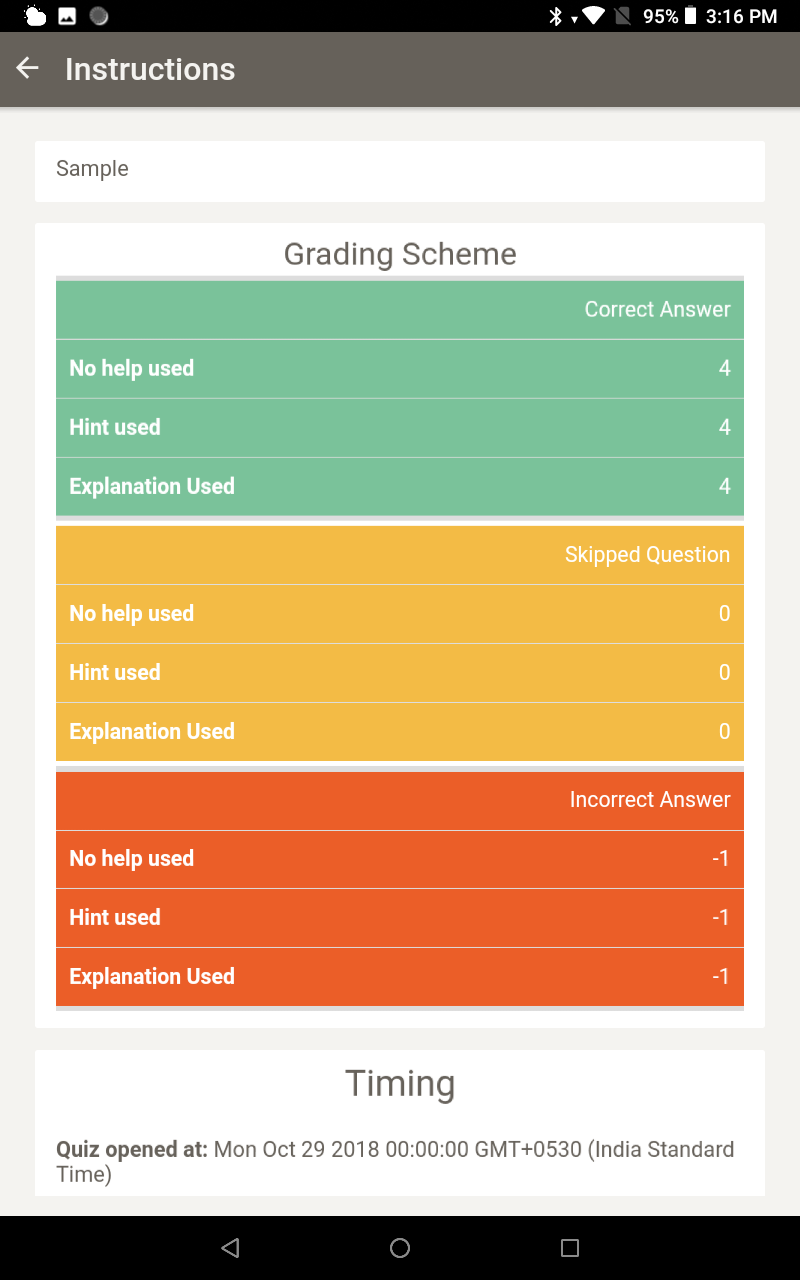 95% 3:16 PM
Instructions
Sample
Grading Scheme
Correct Answer
No help used 4
Hint used 4
Explanation Used 4
Skipped Question
No help used 0
Hint used 0
Explanation Used 0
Incorrect Answer
No help used -1
Hint used -1
Explanation Used -1
Timing
Quiz opened at: Mon Oct 29 2018 00:00:00 GMT+0530 (India Standard
Time)